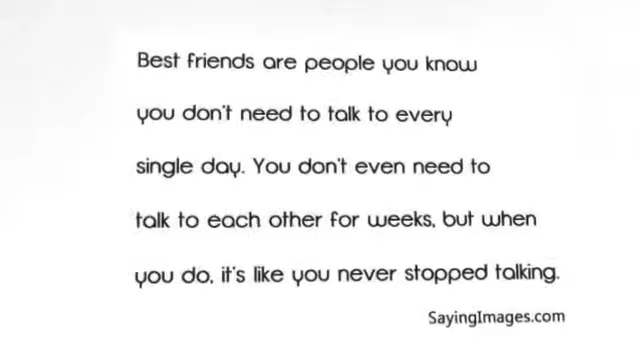 Best friends are people you know
you don't need to talk to every
single day. You don't even need to
talk to each other for weeks, but when
you do, it's like you never stopped talking.
SayingImages.com